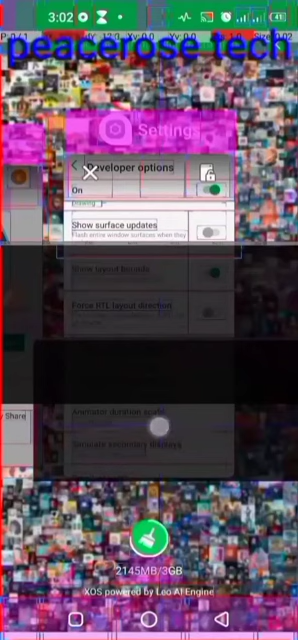 3:02
peacerose tech
Setting
Developer options
On
Drawing
Show surface updates
Flash entire window surfaces when they
Show layout bounds
Force RTL layout direction
Share
Animator duration scale
Simulate secondary displays
2145MB/3GB
XOS powered by Leo AI Engine